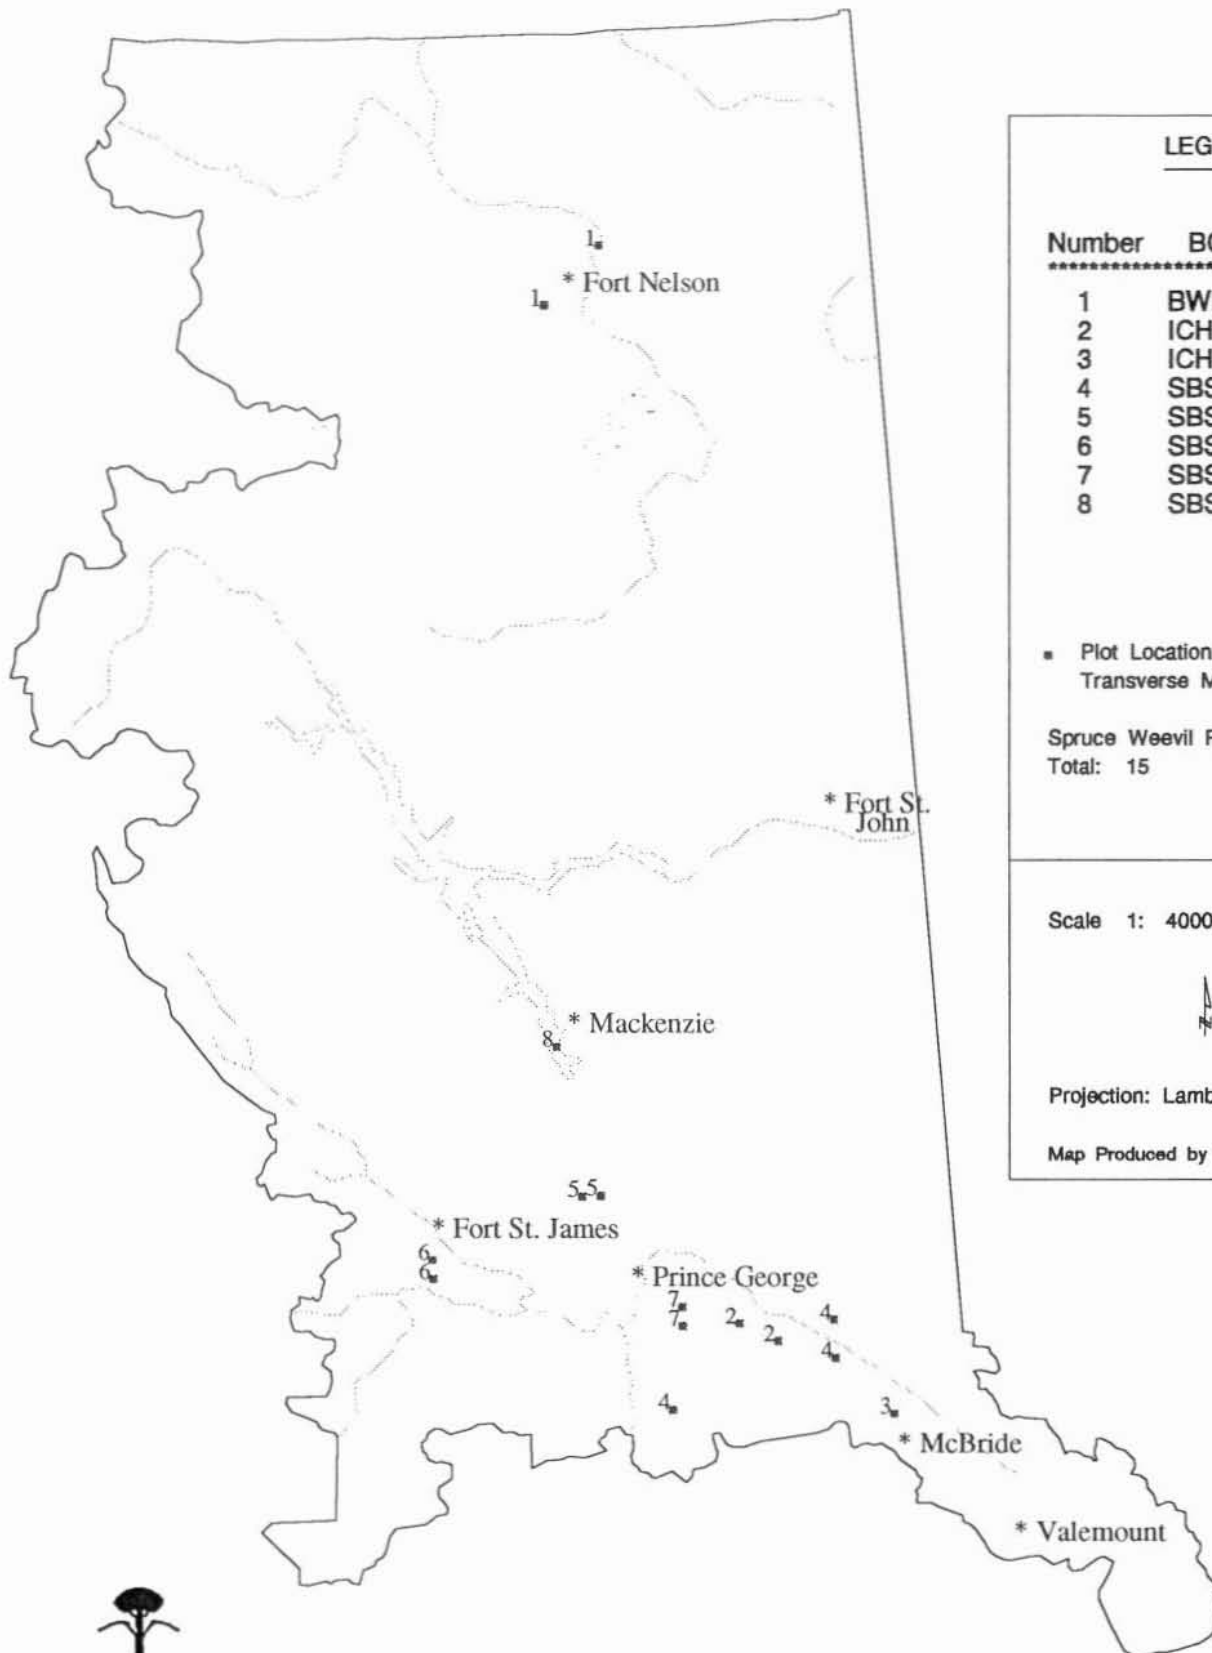 1
* Fort Nelson
1
* Fort St.
John
* Mackenzie
8
5 5
* Fort St. James
6
6
* Prince George
7
7
2
2
4
4
4
3
* McBride
* Valemount
LEG
Number BC
1 BW
2 ICH
3 ICH
4 SBS
5 SBS
6 SBS
7 SBS
8 SBS
Plot Location
Transverse M
Spruce Weevil P
Total: 15
Scale 1: 4000
Projection: Lamb
Map Produced by